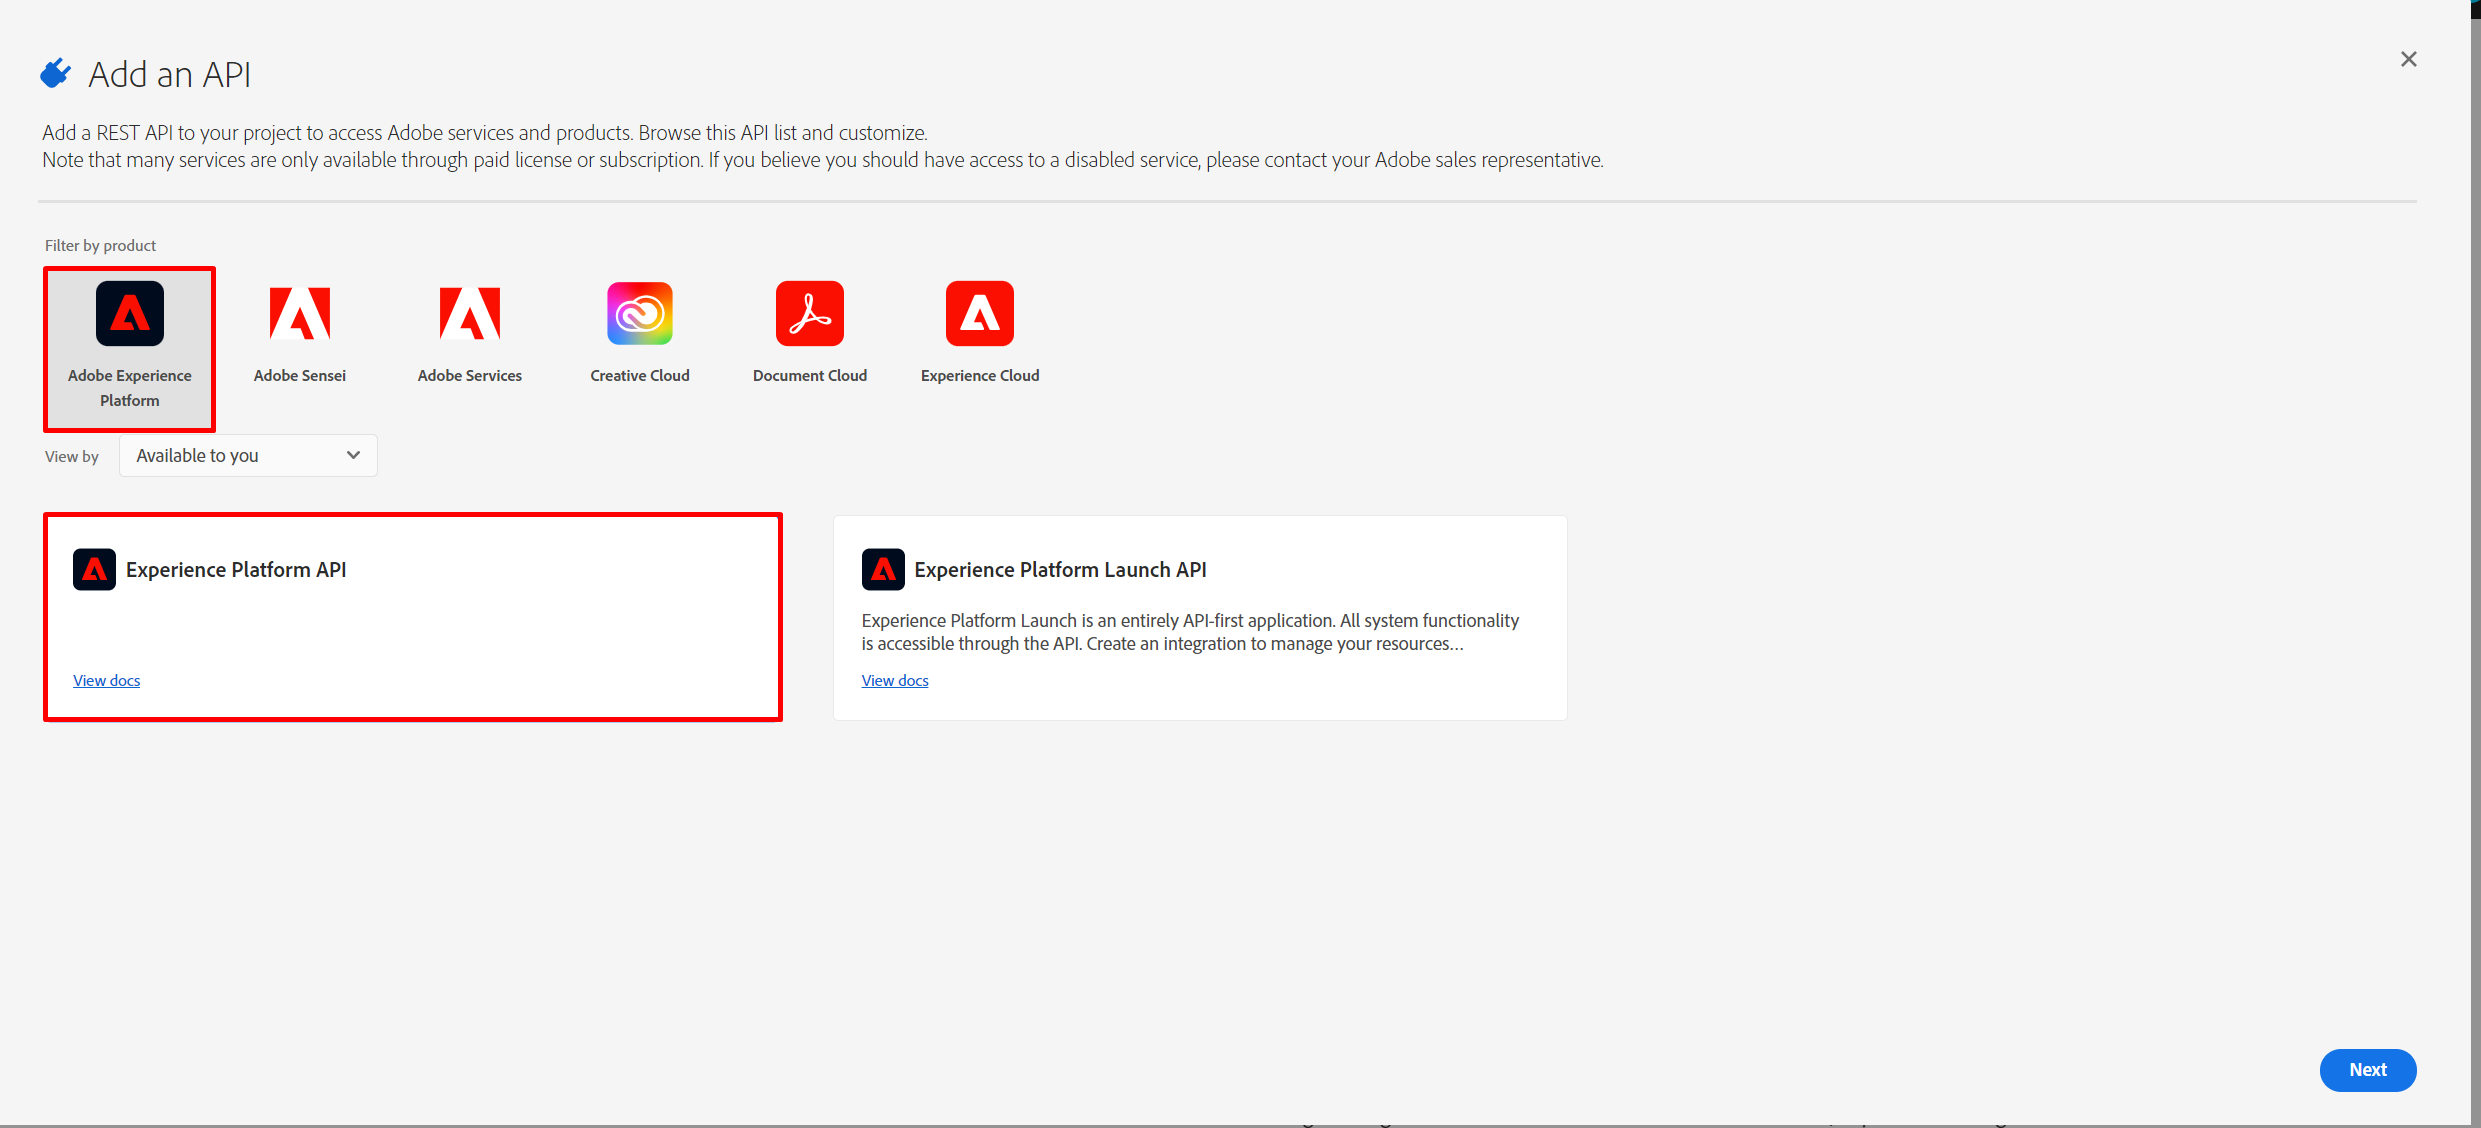 Add an API
Add a REST API to your project to access Adobe services and products. Browse this API list and customize.
Note that many services are only available through paid license or subscription. If you believe you should have access to a disabled service, please contact your Adobe sales representative.
Filter by product
Adobe Experience
Platform
Adobe Sensei
Adobe Services
Creative Cloud
Document Cloud
Experience Cloud
View by
Available to you
Experience Platform API
View docs
Experience Platform Launch API
Experience Platform Launch is an entirely API-first application. All system functionality
is accessible through the API. Create an integration to manage your resources...
View docs
Next